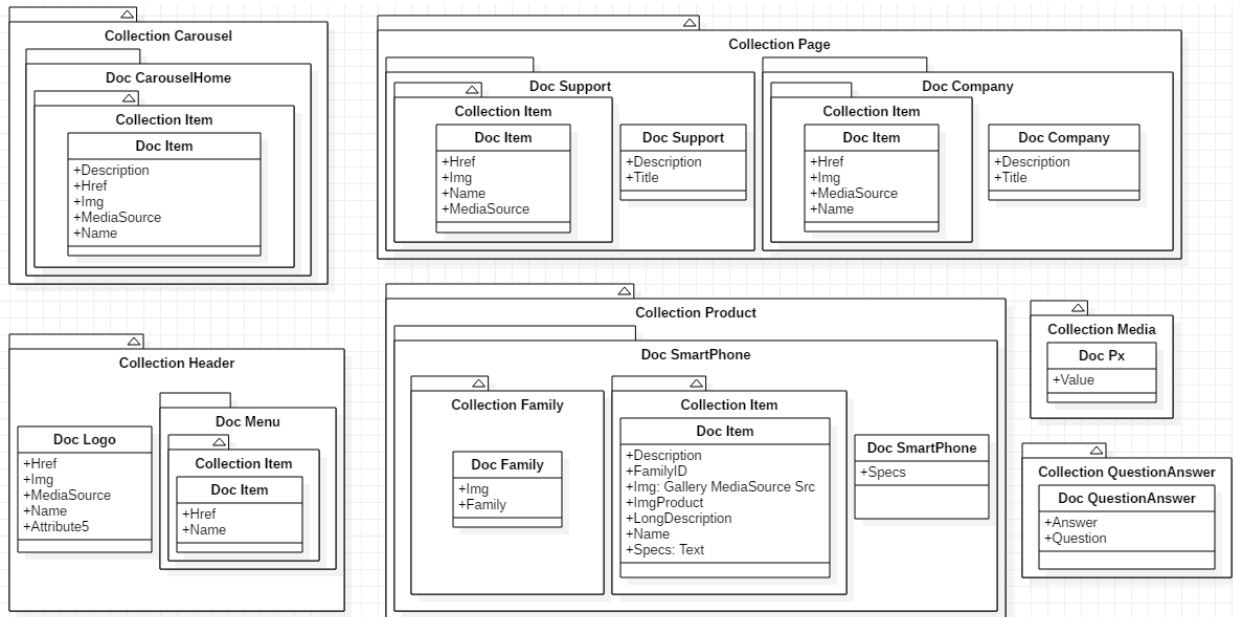 Collection Carousel
Doc CarouselHome
Collection Item
Doc Item
+Description
+Href
+Img
+MediaSource
+Name
Collection Page
Doc Support
Collection Item
Doc Item
+Href
+Img
+Name
+MediaSource
Doc Support
+Description
+Title
Doc Company
Collection Item
Doc Item
+Href
+Img
+MediaSource
+Name
Doc Company
+Description
+Title
Collection Header
Doc Logo
+Href
+Img
+MediaSource
+Name
+Attribute5
Doc Menu
Collection Item
Doc Item
+Href
+Name
Collection Product
Doc SmartPhone
Collection Family
Doc Family
+Img
+Family
Collection Item
Doc Item
+Description
+FamilyID
+Img: Gallery MediaSource Src
+ImgProduct
+LongDescription
+Name
+Specs: Text
Doc SmartPhone
+Specs
Collection Media
Doc Px
+Value
Collection QuestionAnswer
Doc QuestionAnswer
+Answer
+Question